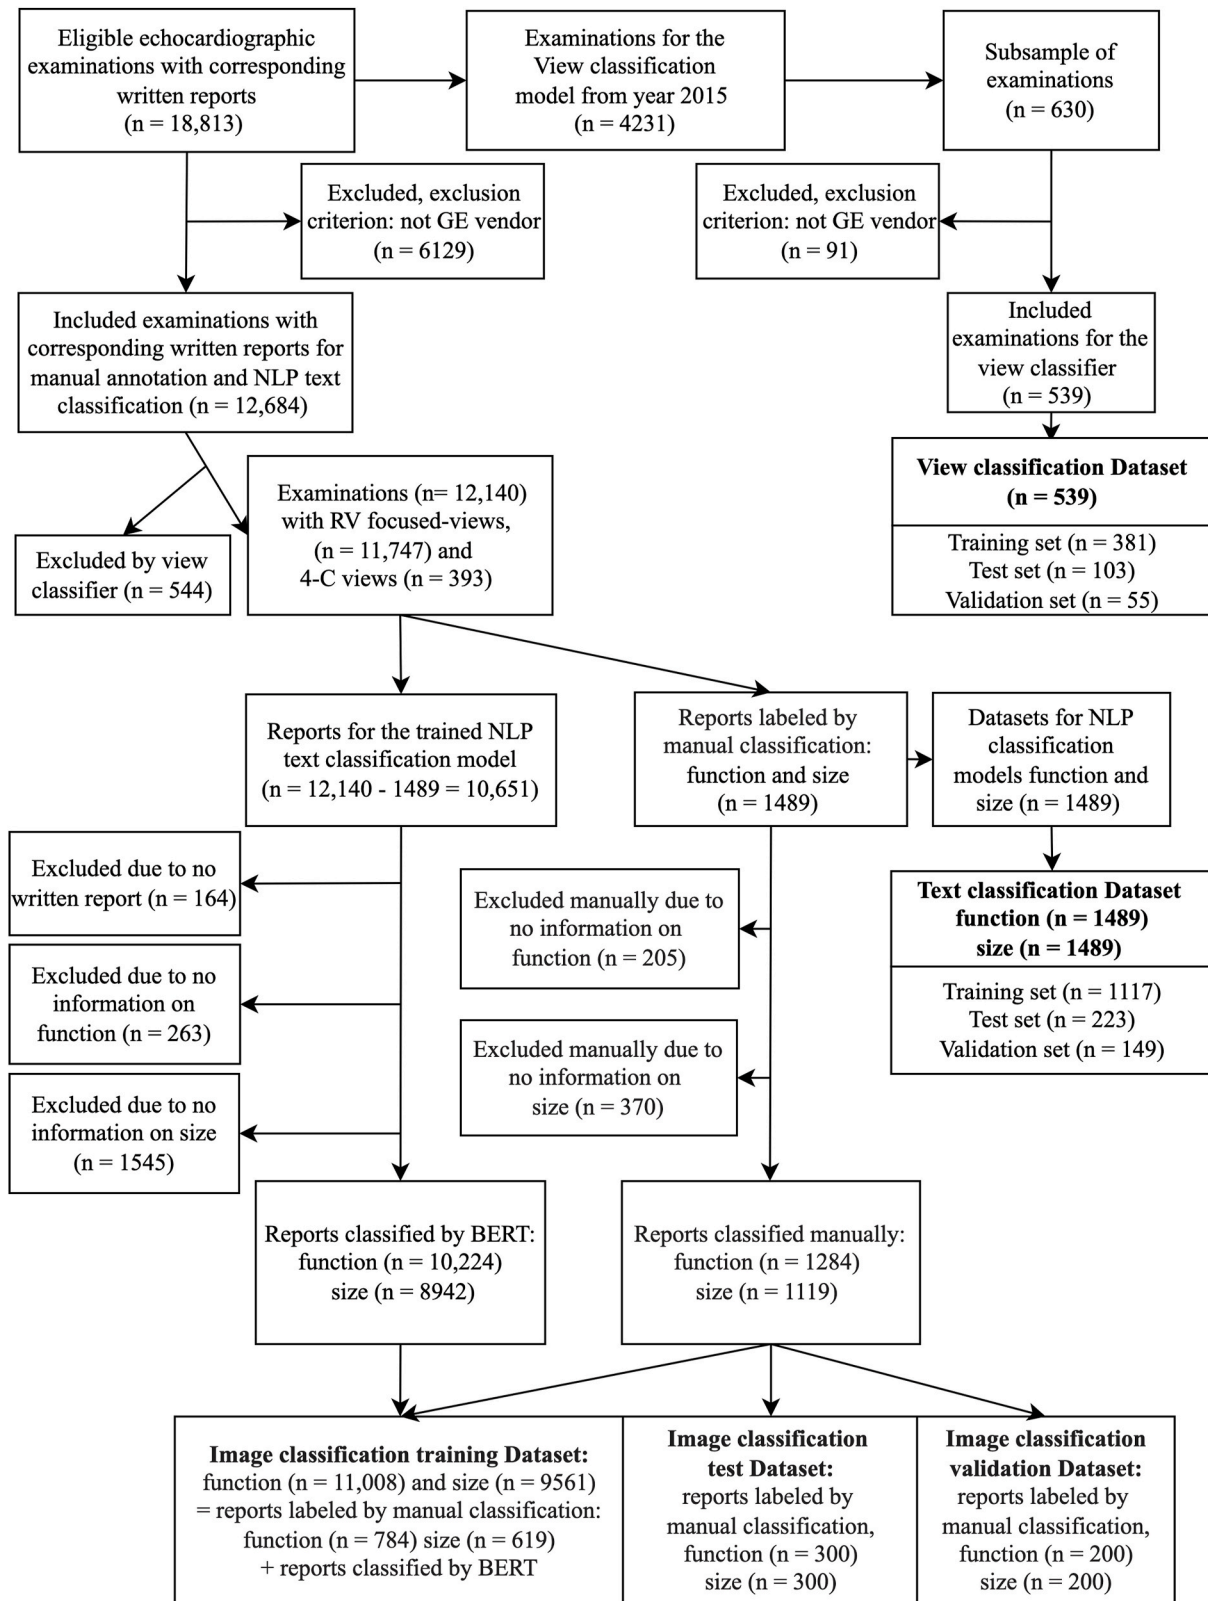 Eligible echocardiographic
examinations with corresponding
written reports
(n = 18,813)
Examinations for the
View classification
model from year 2015
(n = 4231)
Subsample of
examinations
(n = 630)
Excluded, exclusion
criterion: not GE vendor
(n = 6129)
Excluded, exclusion
criterion: not GE vendor
(n = 91)
Included examinations with
corresponding written reports for
manual annotation and NLP text
classification (n = 12,684)
Included
examinations for the
view classifier
(n = 539)
View classification Dataset
(n = 539)
Training set (n = 381)
Test set (n = 103)
Validation set (n = 55)
Excluded by view
classifier (n = 544)
Examinations (n= 12,140)
with RV focused-views,
(n = 11,747) and
4-C views (n = 393)
Reports for the trained NLP
text classification model
(n = 12,140 - 1489 = 10,651)
Reports labeled by
manual classification:
function and size
(n = 1489)
Datasets for NLP
classification
models function and
size (n = 1489)
Excluded due to no
written report (n = 164)
Excluded due to no
information on
function (n = 263)
Excluded due to no
information on size
(n = 1545)
Excluded manually due to
no information on
function (n = 205)
Excluded manually due to
no information on
size (n = 370)
Text classification Dataset
function (n = 1489)
size (n = 1489)
Training set (n = 1117)
Test set (n = 223)
Validation set (n = 149)
Reports classified by BERT:
function (n = 10,224)
size (n = 8942)
Reports classified manually:
function (n = 1284)
size (n = 1119)
Image classification training Dataset:
function (n = 11,008) and size (n = 9561)
= reports labeled by manual classification:
function (n = 784) size (n = 619)
+ reports classified by BERT
Image classification
test Dataset:
reports labeled by
manual classification,
function (n = 300)
size (n = 300)
Image classification
validation Dataset:
reports labeled by
manual classification,
function (n = 200)
size (n = 200)